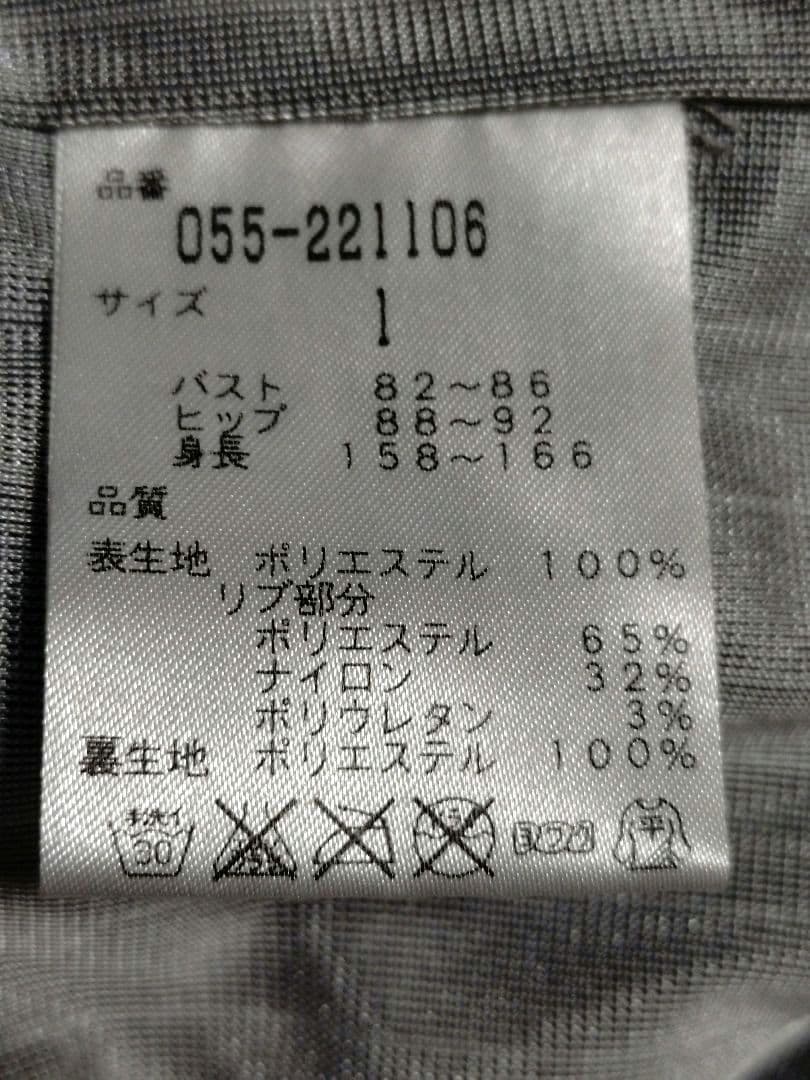 品番
055-221106
サイズ 1
バスト 82～86
ヒップ 88～92
身長 158～166
品質
表生地 ポリエステル 100%
リブ部分
ポリエステル 65%
ナイロン 32%
ポリウレタン 3%
裏生地 ポリエステル 100%
30 平